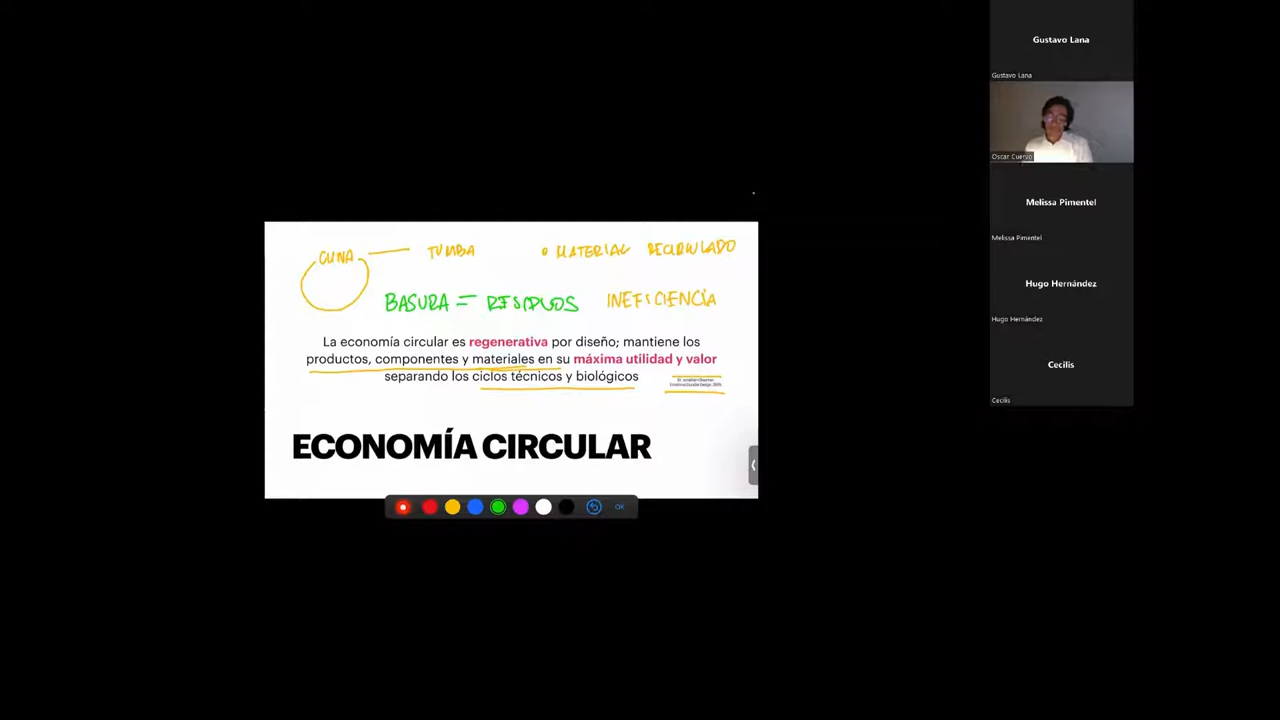 CUNA — TUMBA
• MATERIAL RECIRULADO
BASURA = RESIDUOS
INEFICIENCIA
La economía circular es regenerativa por diseño; mantiene los
productos, componentes y materiales en su máxima utilidad y valor
separando los ciclos técnicos y biológicos
ECONOMÍA CIRCULAR
OK
Gustavo Lana
Gustavo Lana
Oscar Cuervo
Melissa Pimentel
Melissa Pimentel
Hugo Hernández
Hugo Hernández
Cecilis
Cecilis